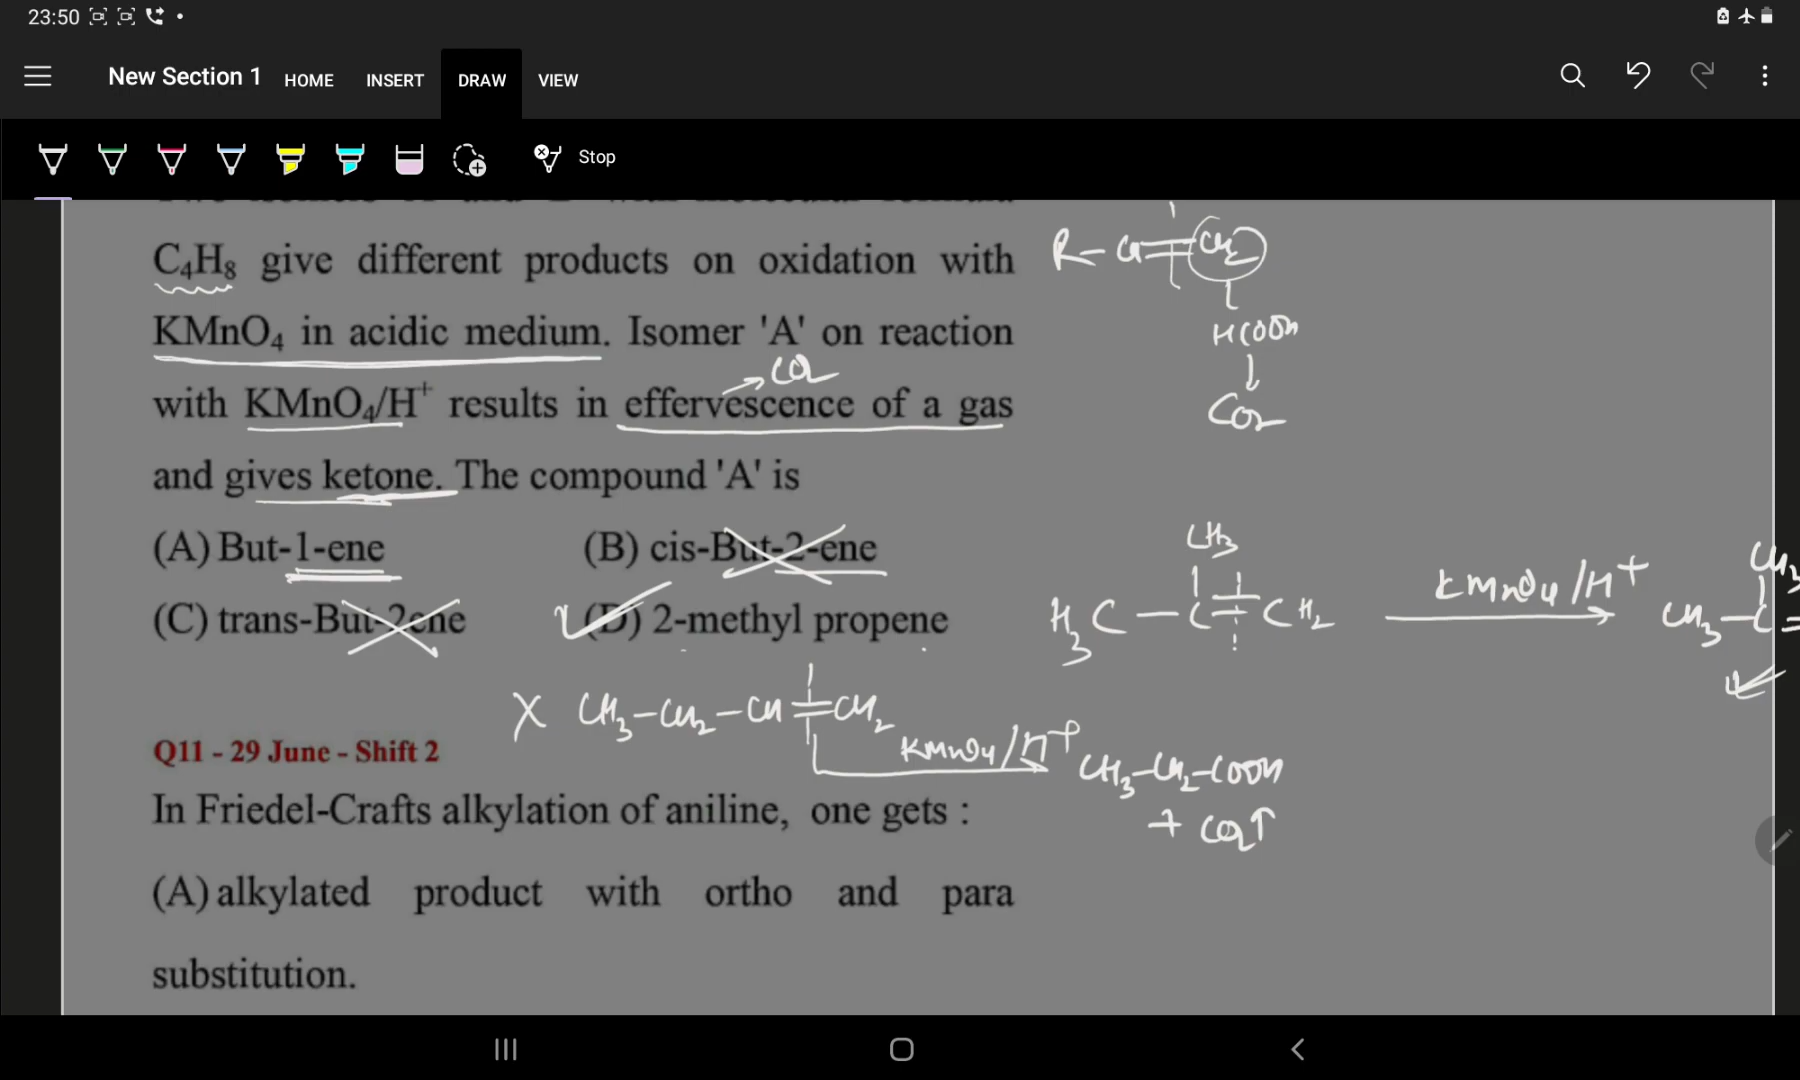 23:50
New Section 1 HOME INSERT DRAW VIEW
Stop
C4H8 give different products on oxidation with
KMnO4 in acidic medium. Isomer 'A' on reaction
CO2
with KMnO4/H+ results in effervescence of a gas
and gives ketone. The compound 'A' is
(A) But-1-ene (B) cis-But-2-ene
(C) trans-But-2ene (D) 2-methyl propene
R-CH=CH2
HCOOH
CO2
CH3
H3C-C=CH2 KMnO4/H+ CH3-C=
CH3
X CH3-CH2-CH=CH2
KMnO4/H+ CH3-CH2-COOH
+ CO2↑
Q11 - 29 June - Shift 2
In Friedel-Crafts alkylation of aniline, one gets :
(A) alkylated product with ortho and para
substitution.